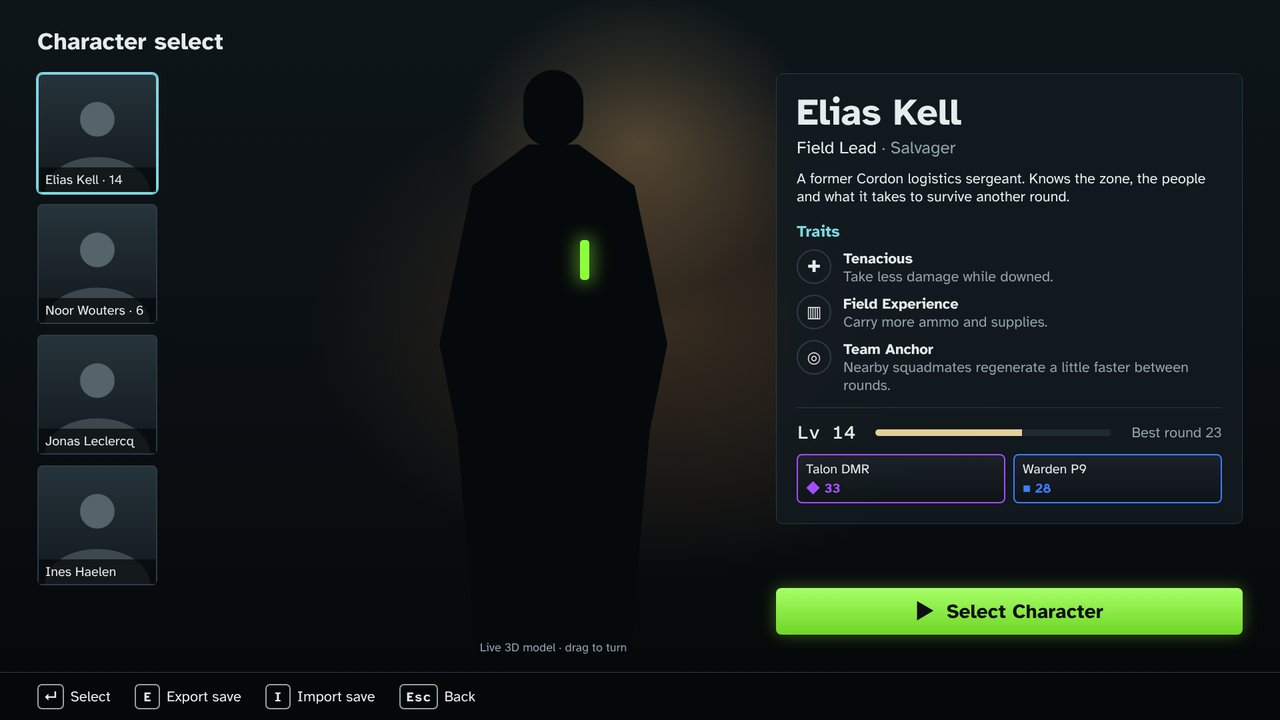 Character select
Elias Kell · 14
Noor Wouters · 6
Jonas Leclercq
Ines Haelen
Live 3D model · drag to turn
Elias Kell
Field Lead · Salvager
A former Cordon logistics sergeant. Knows the zone, the people
and what it takes to survive another round.
Traits
Tenacious
Take less damage while downed.
Field Experience
Carry more ammo and supplies.
Team Anchor
Nearby squadmates regenerate a little faster between
rounds.
Lv 14
Best round 23
Talon DMR
33
Warden P9
28
Select Character
Select
E Export save
I Import save
Esc Back